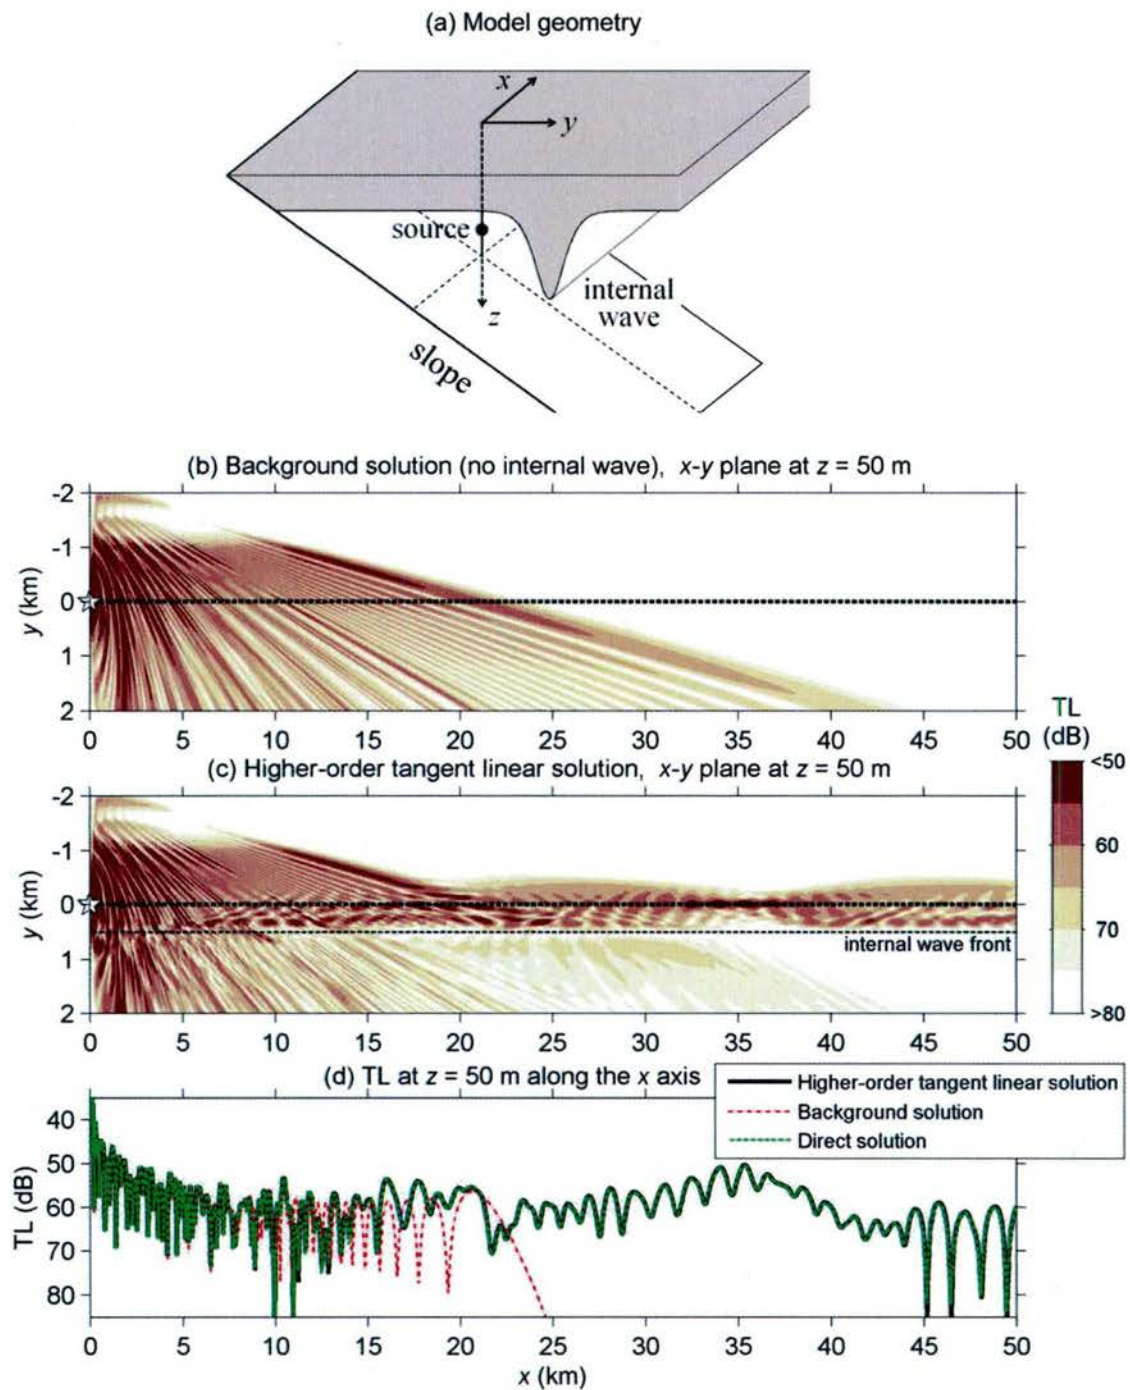 (a) Model geometry
x
y
source
z
internal
wave
slope
(b) Background solution (no internal wave), x-y plane at z = 50 m
-2
-1
0
1
2
y (km)
0 5 10 15 20 25 30 35 40 45 50
TL
(dB)
<50
60
70
>80
(c) Higher-order tangent linear solution, x-y plane at z = 50 m
-2
-1
0
1
2
y (km)
internal wave front
0 5 10 15 20 25 30 35 40 45 50
(d) TL at z = 50 m along the x axis
Higher-order tangent linear solution
Background solution
Direct solution
40
50
60
70
80
TL (dB)
0 5 10 15 20 25 30 35 40 45 50
x (km)